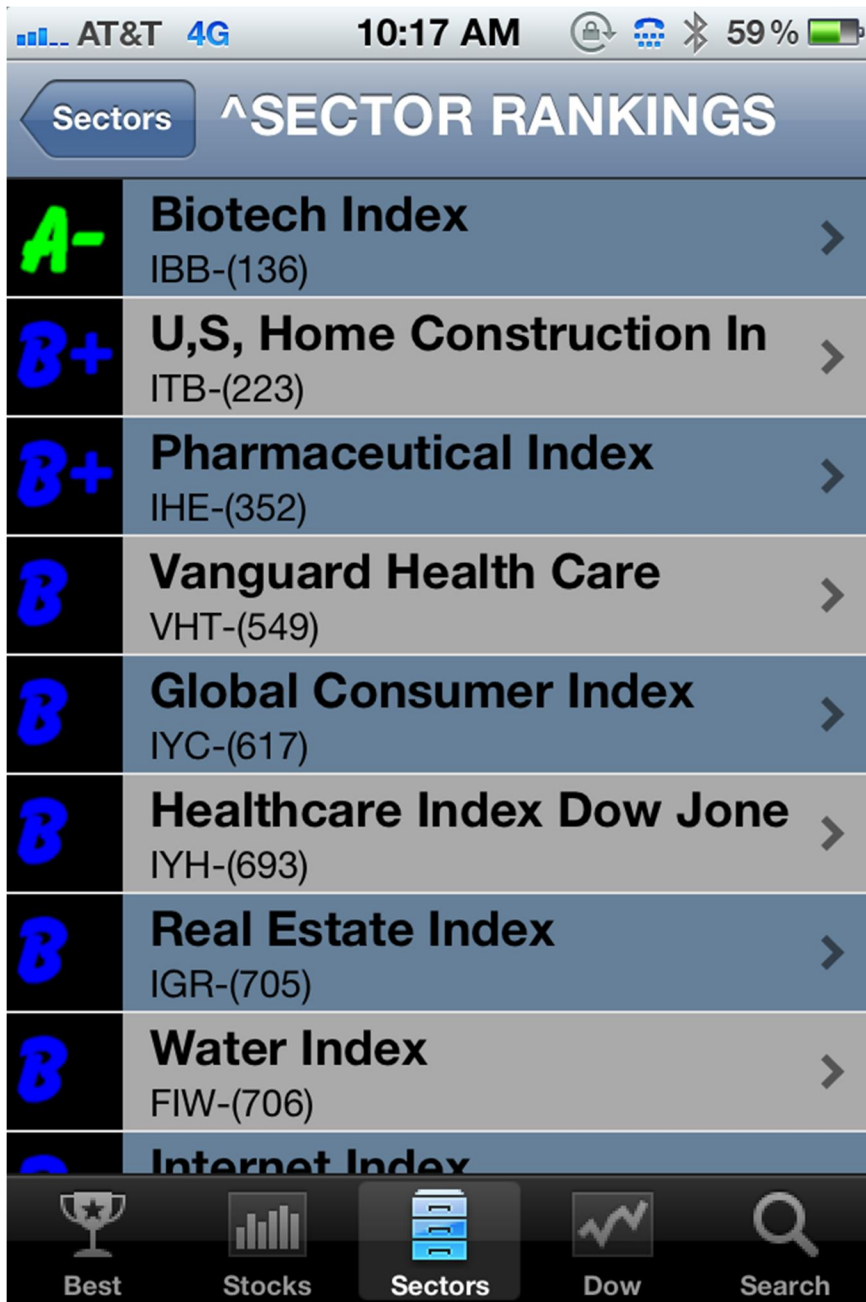 AT&T 4G 10:17 AM 59%
Sectors ^SECTOR RANKINGS
A- Biotech Index
IBB-(136)
B+ U,S, Home Construction In
ITB-(223)
B+ Pharmaceutical Index
IHE-(352)
B Vanguard Health Care
VHT-(549)
B Global Consumer Index
IYC-(617)
B Healthcare Index Dow Jone
IYH-(693)
B Real Estate Index
IGR-(705)
B Water Index
FIW-(706)
B Internet Index
Best Stocks Sectors Dow Search